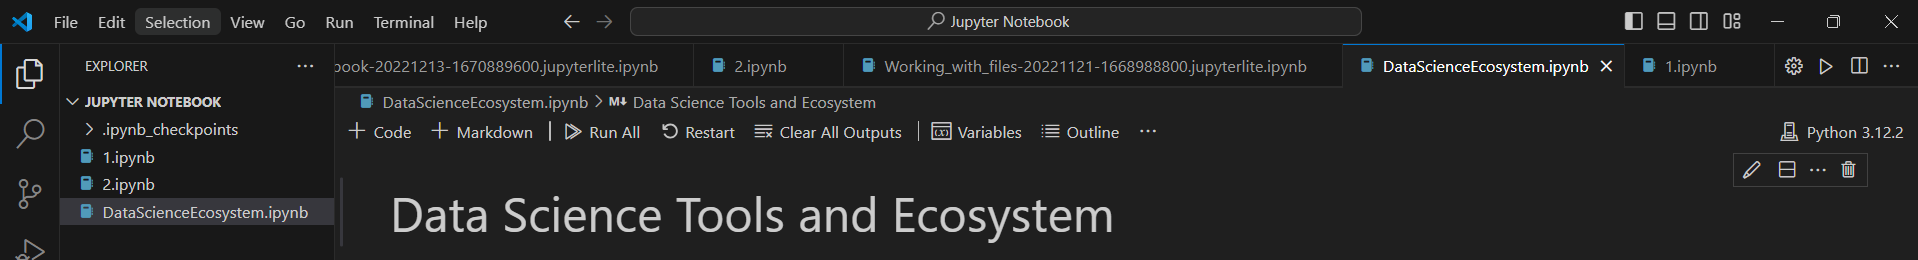 File Edit Selection View Go Run Terminal Help
Jupyter Notebook
EXPLORER
book-20221213-1670889600.jupyterlite.ipynb
2.ipynb
Working_with_files-20221121-1668988800.jupyterlite.ipynb
DataScienceEcosystem.ipynb
1.ipynb
JUPYTER NOTEBOOK
.ipynb_checkpoints
1.ipynb
2.ipynb
DataScienceEcosystem.ipynb
DataScienceEcosystem.ipynb > M↓ Data Science Tools and Ecosystem
+ Code + Markdown | Run All Restart Clear All Outputs | Variables Outline ···
Python 3.12.2
Data Science Tools and Ecosystem